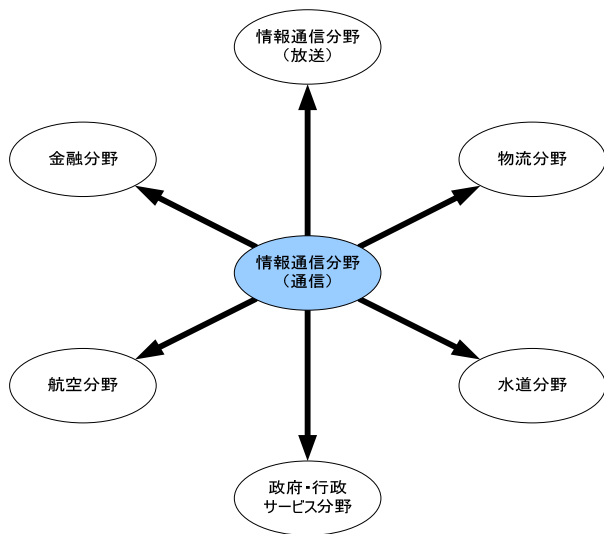 情報通信分野
（放送）
金融分野
物流分野
情報通信分野
（通信）
航空分野
水道分野
政府・行政
サービス分野